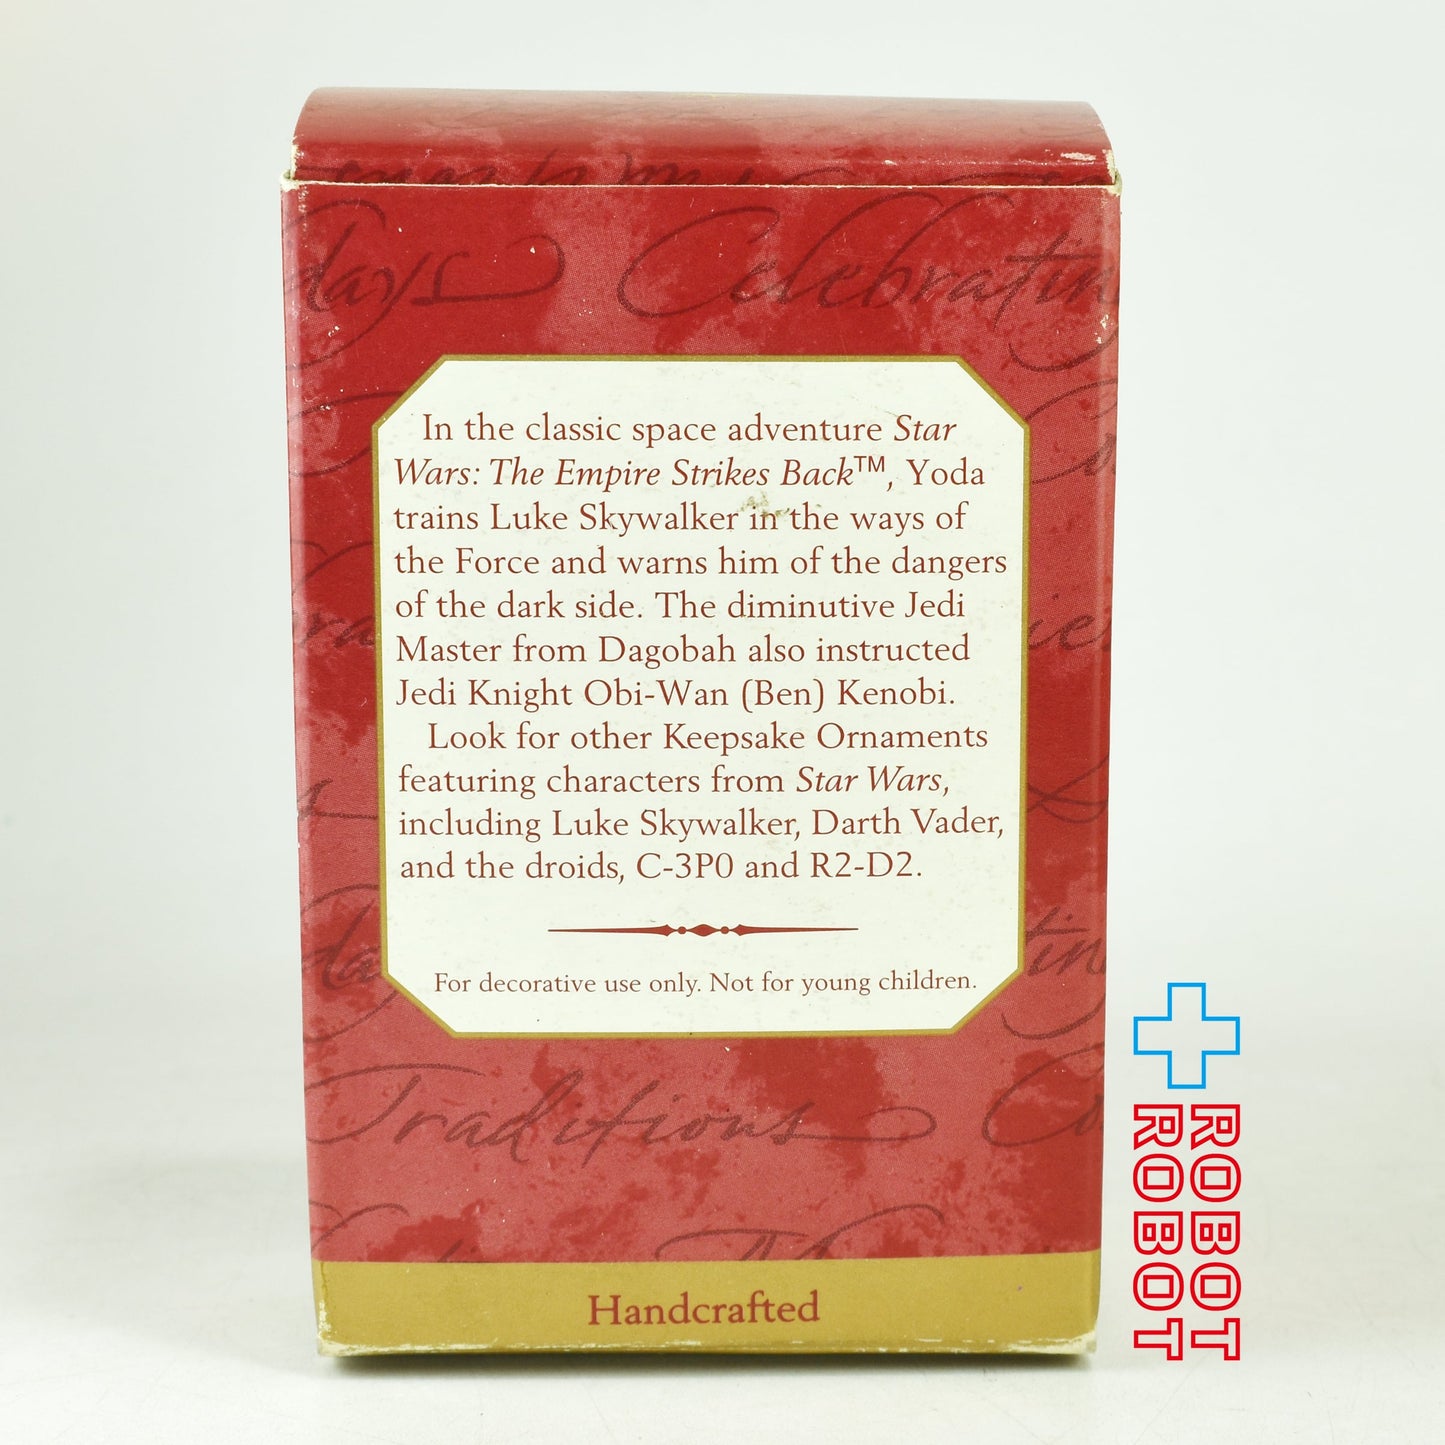 days Celebratin
In the classic space adventure Star
Wars: The Empire Strikes Back™, Yoda
trains Luke Skywalker in the ways of
the Force and warns him of the dangers
of the dark side. The diminutive Jedi
Master from Dagobah also instructed
Jedi Knight Obi-Wan (Ben) Kenobi.
Look for other Keepsake Ornaments
featuring characters from Star Wars,
including Luke Skywalker, Darth Vader,
and the droids, C-3P0 and R2-D2.
For decorative use only. Not for young children.
Traditions
Handcrafted
ROBOT
ROBOT